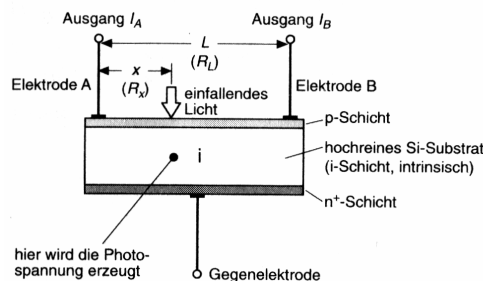 Ausgang I_A
Ausgang I_B
L
(R_L)
Elektrode A
x
(R_x)
einfallendes
Licht
Elektrode B
p-Schicht
hochreines Si-Substrat
(i-Schicht, intrinsisch)
i
n⁺-Schicht
hier wird die Photo-
spannung erzeugt
Gegenelektrode